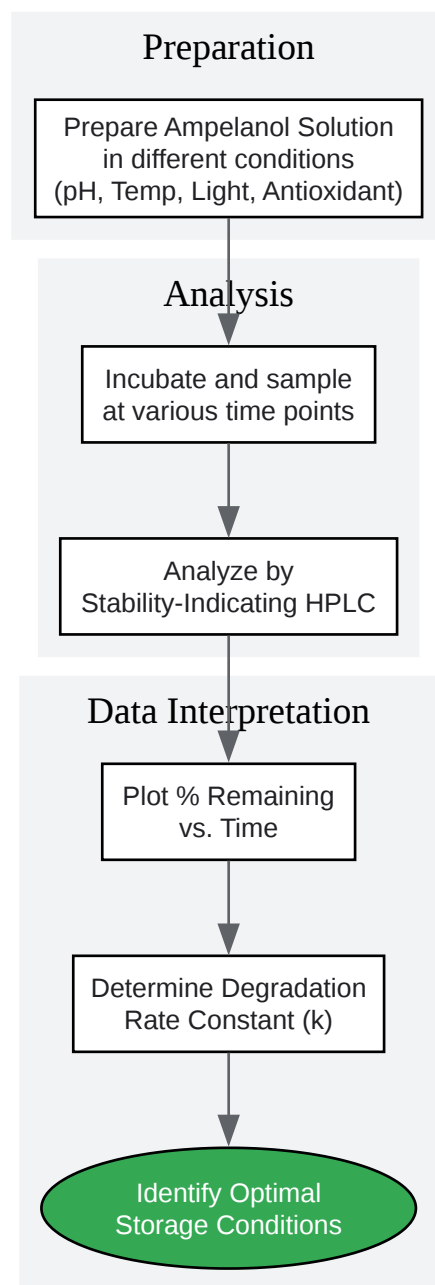 Preparation
Prepare Ampelanol Solution
in different conditions
(pH, Temp, Light, Antioxidant)
Analysis
Incubate and sample
at various time points
Analyze by
Stability-Indicating HPLC
Data Interpretation
Plot % Remaining
vs. Time
Determine Degradation
Rate Constant (k)
Identify Optimal
Storage Conditions